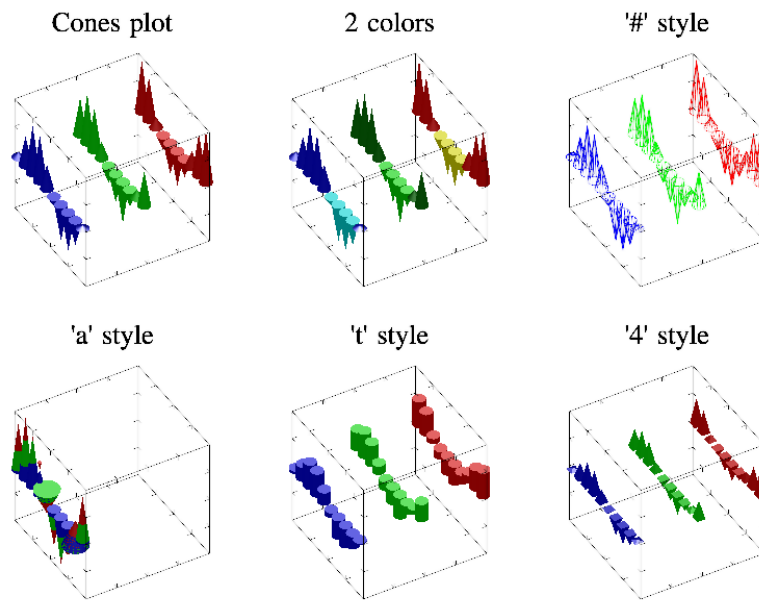 Cones plot
2 colors
'#' style
'a' style
't' style
'4' style